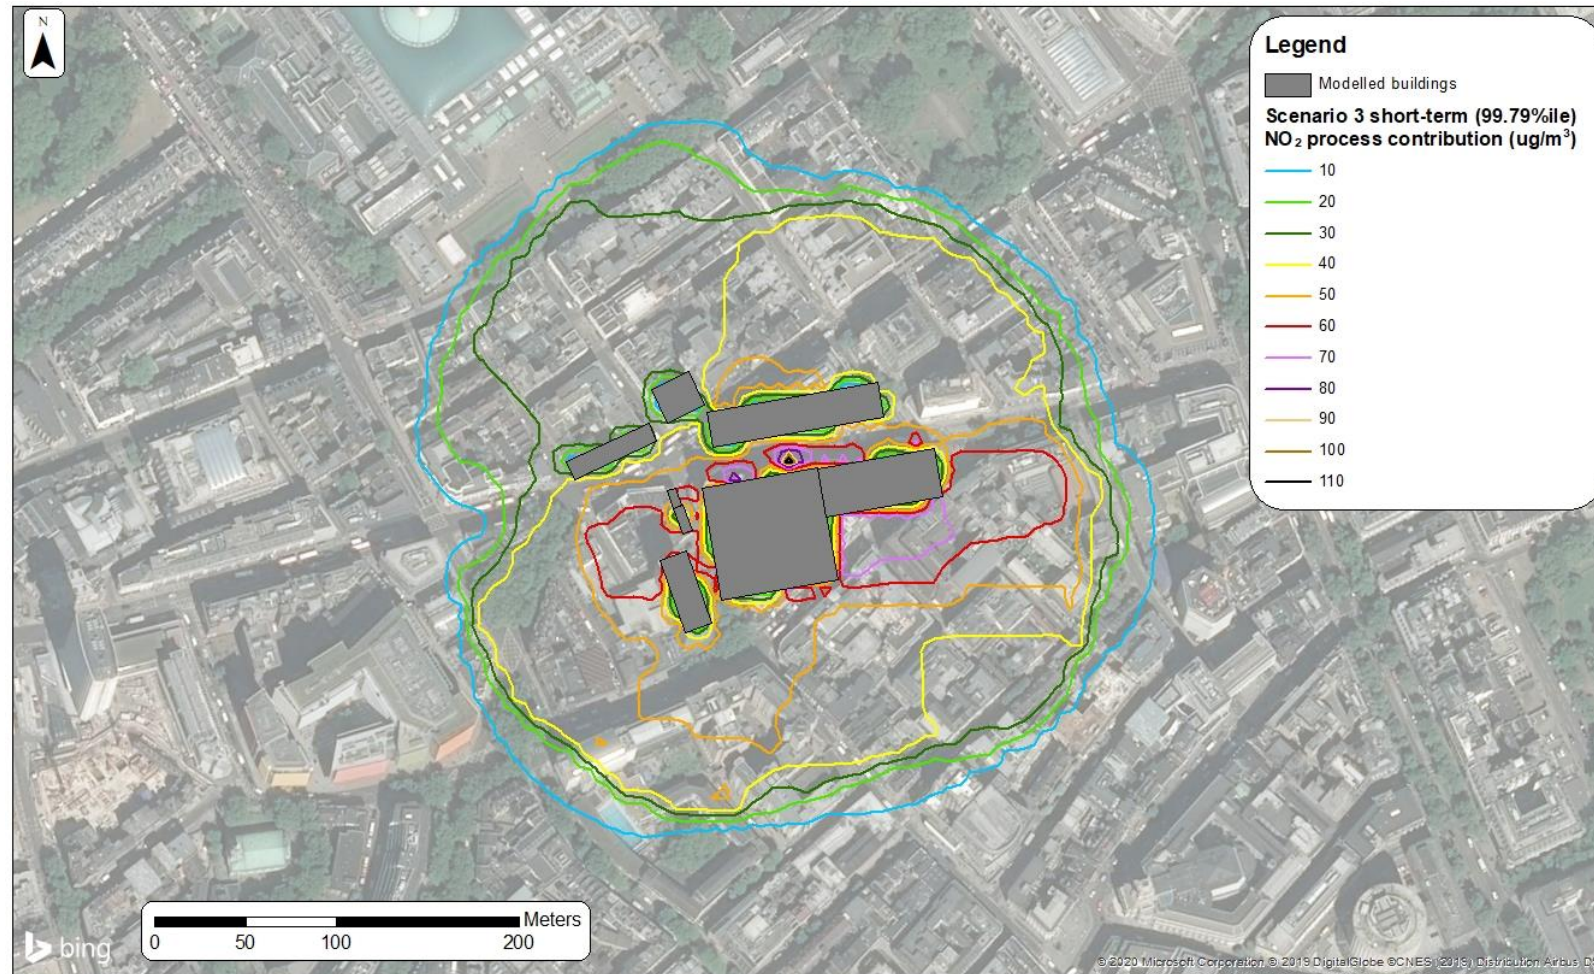 N
Legend
Modelled buildings
Scenario 3 short-term (99.79%ile)
NO₂ process contribution (ug/m³)
10
20
30
40
50
60
70
80
90
100
110
Meters
0 50 100 200
bing
© 2020 Microsoft Corporation © 2019 DigitalGlobe ©CNES (2019) Distribution Airbus D